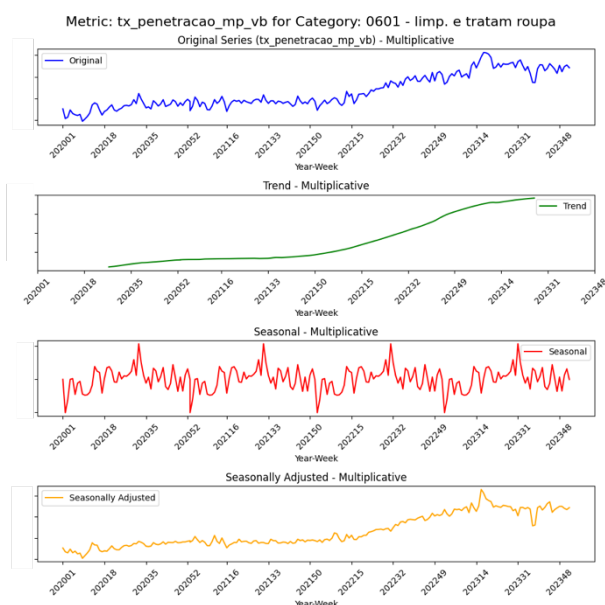 Metric: tx_penetracao_mp_vb for Category: 0601 - limp. e tratam roupa
Original Series (tx_penetracao_mp_vb) - Multiplicative
Original
202001 202018 202035 202052 202116 202133 202150 202215 202232 202249 202314 202331 202348
Year-Week
Trend - Multiplicative
Trend
202001 202018 202035 202052 202116 202133 202150 202215 202232 202249 202314 202331 202348
Year-Week
Seasonal - Multiplicative
Seasonal
202001 202018 202035 202052 202116 202133 202150 202215 202232 202249 202314 202331 202348
Year-Week
Seasonally Adjusted - Multiplicative
Seasonally Adjusted
202001 202018 202035 202052 202116 202133 202150 202215 202232 202249 202314 202331 202348
Year-Week